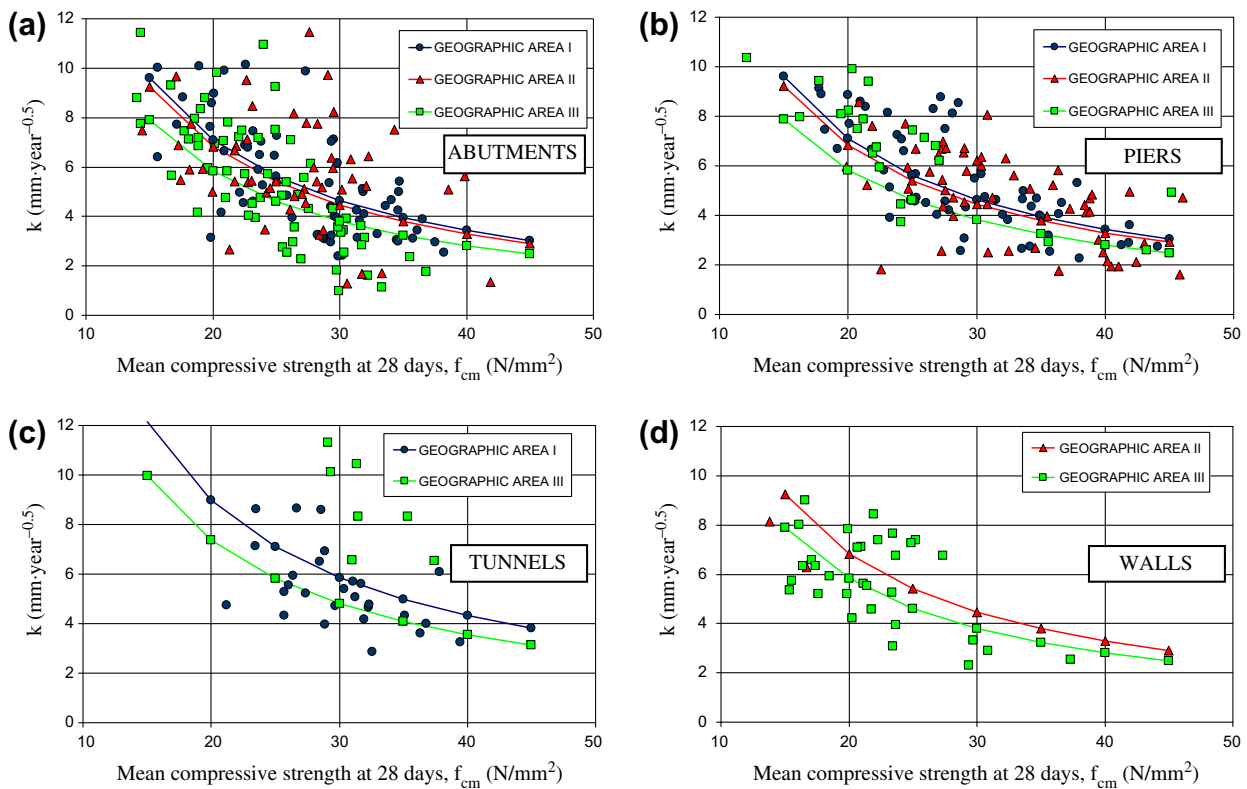 (a)
12
10
8
6
4
2
0
k (mm·year⁻⁰·⁵)
GEOGRAPHIC AREA I
GEOGRAPHIC AREA II
GEOGRAPHIC AREA III
ABUTMENTS
10 20 30 40 50
Mean compressive strength at 28 days, f_cm (N/mm²)
(b)
12
10
8
6
4
2
0
k (mm·year⁻⁰·⁵)
GEOGRAPHIC AREA I
GEOGRAPHIC AREA II
GEOGRAPHIC AREA III
PIERS
10 20 30 40 50
Mean compressive strength at 28 days, f_cm (N/mm²)
(c)
12
10
8
6
4
2
0
k (mm·year⁻⁰·⁵)
GEOGRAPHIC AREA I
GEOGRAPHIC AREA III
TUNNELS
10 20 30 40 50
Mean compressive strength at 28 days, f_cm (N/mm²)
(d)
12
10
8
6
4
2
0
k (mm·year⁻⁰·⁵)
GEOGRAPHIC AREA II
GEOGRAPHIC AREA III
WALLS
10 20 30 40 50
Mean compressive strength at 28 days, f_cm (N/mm²)